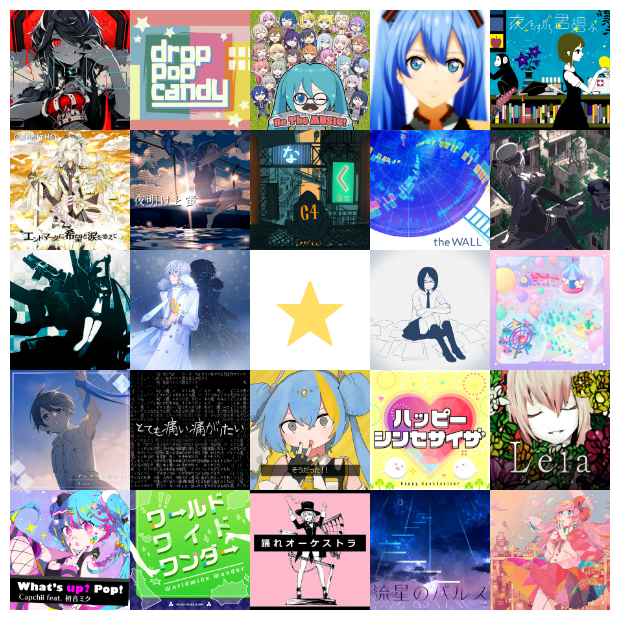 drop
pop
candy
Be The MUSIC!
夜もすがら君想ふ
エンドマークに希望と涙を添えて
夜明けと蛍
な
く
G4
the WALL
とても痛い痛がりたい
そうだった!!
ハッピー
シンセサイザ
Happy Synthesizer
Leia
What's up? Pop!
Capchii feat. 初音ミク
ワールド
ワイド
ワンダー
Worldwide Wonder
踊れオーケストラ
流星のパルス